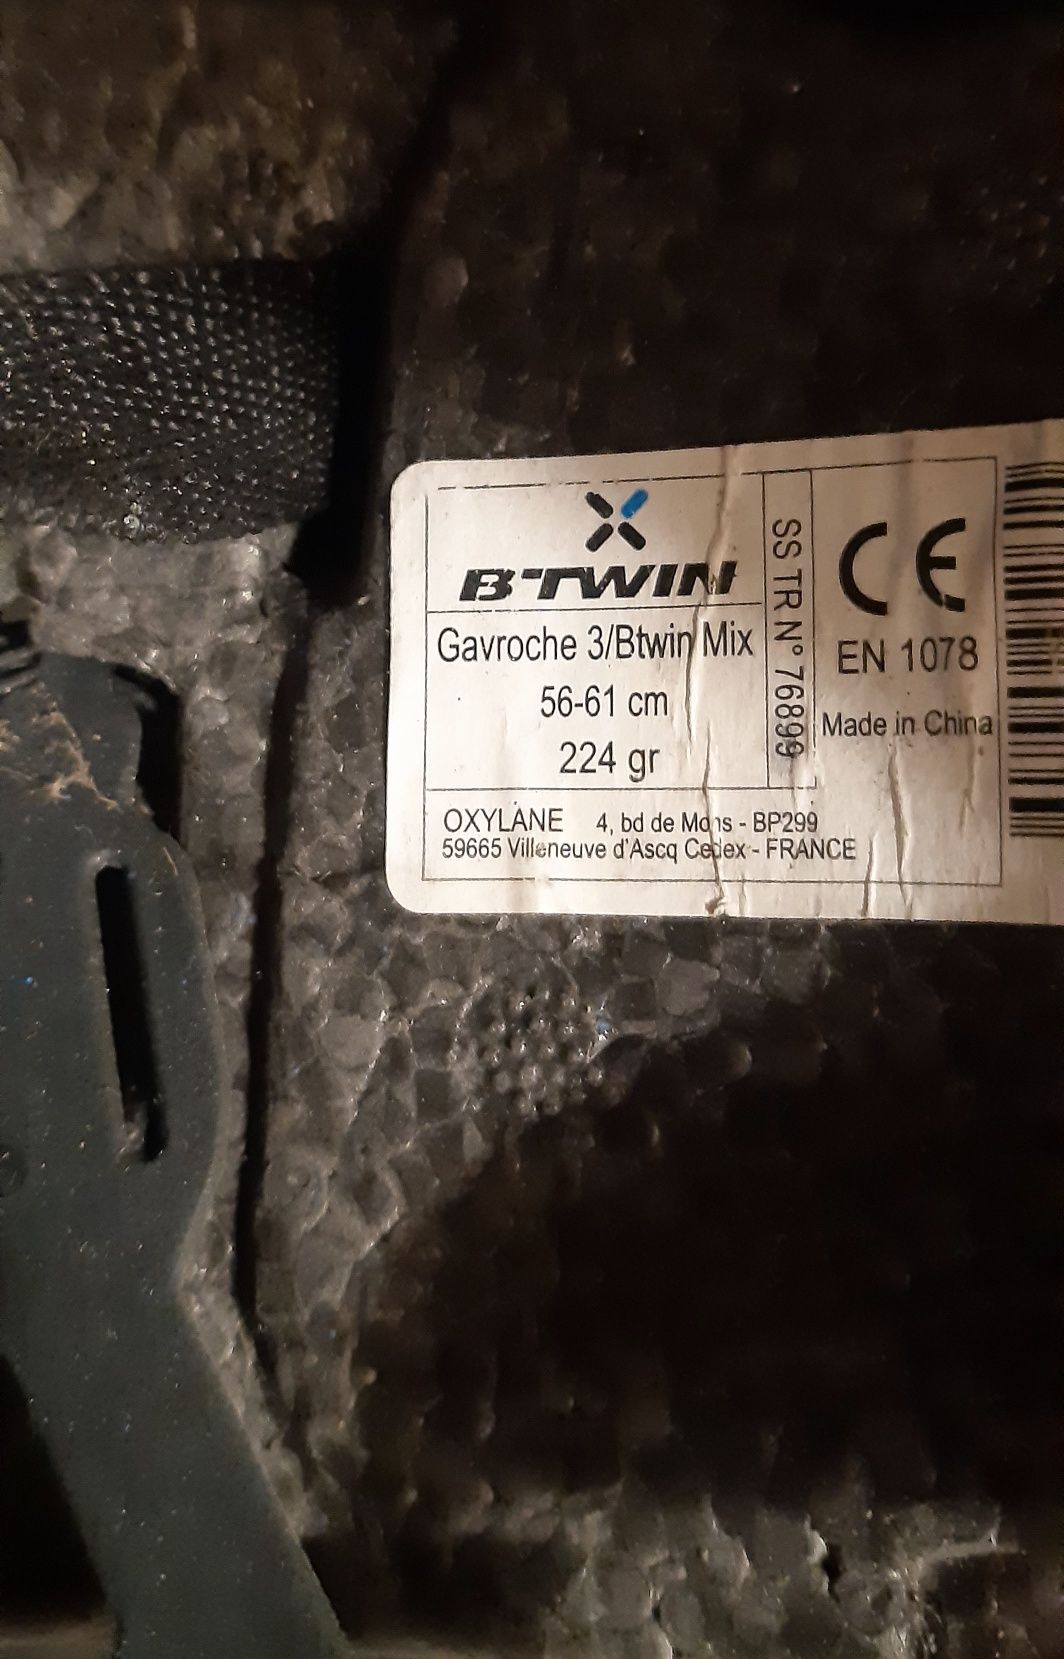 BTWIN
Gavroche 3/Btwin Mix
56-61 cm
224 gr
SS TR N° 76899
CE
EN 1078
Made in China
OXYLANE 4, bd de Mons - BP299
59665 Villeneuve d'Ascq Cedex - FRANCE